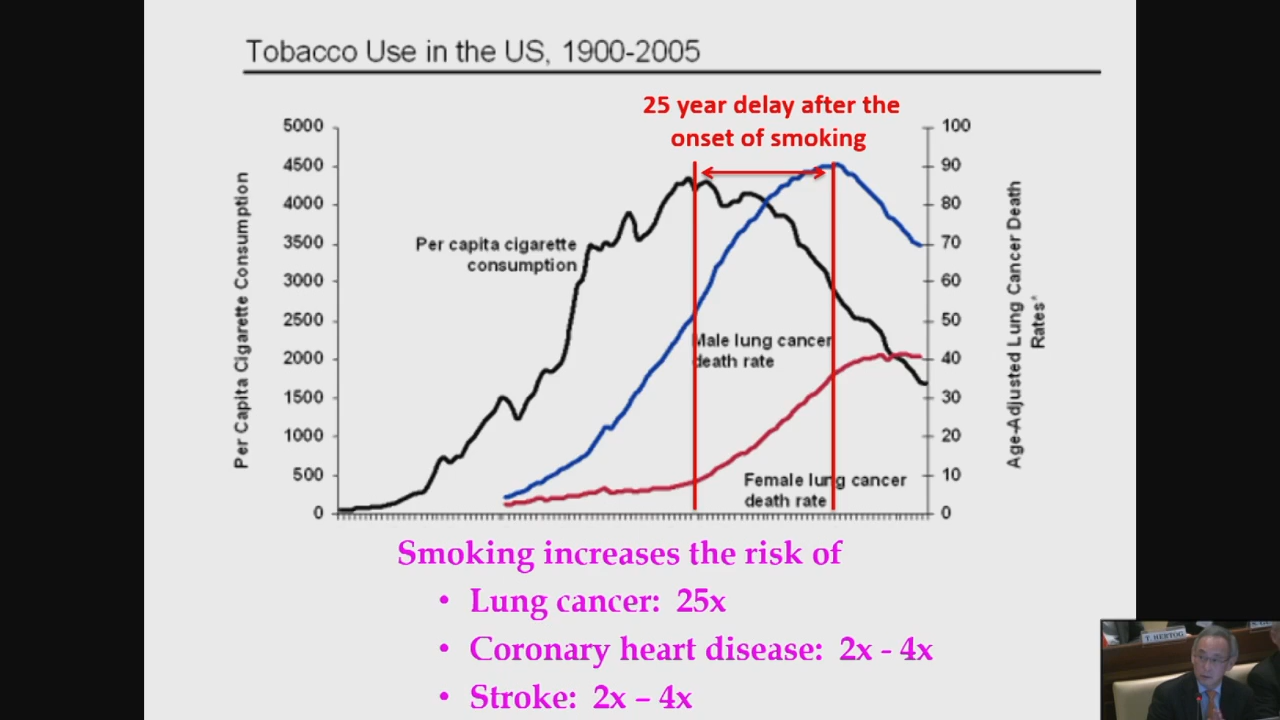 Tobacco Use in the US, 1900-2005
25 year delay after the
onset of smoking
5000
4500
4000
3500
3000
2500
2000
1500
1000
500
0
100
90
80
70
60
50
40
30
20
10
0
Per Capita Cigarette Consumption
Age-Adjusted Lung Cancer Death
Rates*
Per capita cigarette
consumption
Male lung cancer
death rate
Female lung cancer
death rate
Smoking increases the risk of
• Lung cancer: 25x
• Coronary heart disease: 2x - 4x
• Stroke: 2x – 4x
T. HERTOG